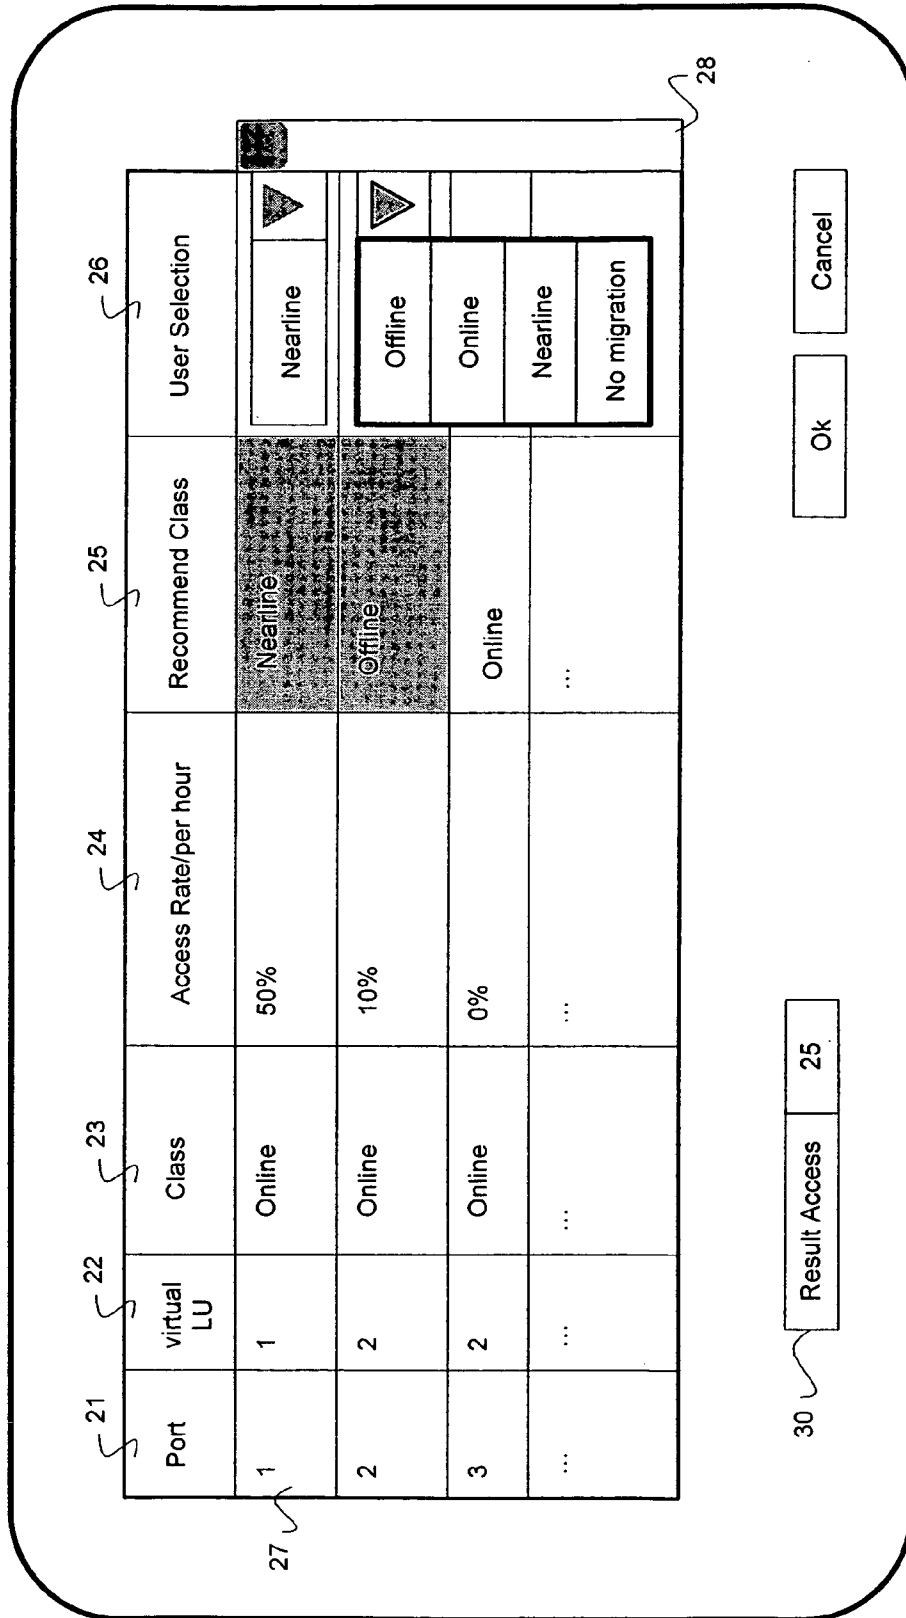 21 22 23 24 25 26
Port virtual LU Class Access Rate/per hour Recommend Class User Selection
1 1 Online 50% Nearline Nearline
2 2 Online 10% Offline Offline
3 2 Online 0% Online Online
Nearline
No migration
... ... ... ... ...
27
28
30
Result Access 25
Ok Cancel